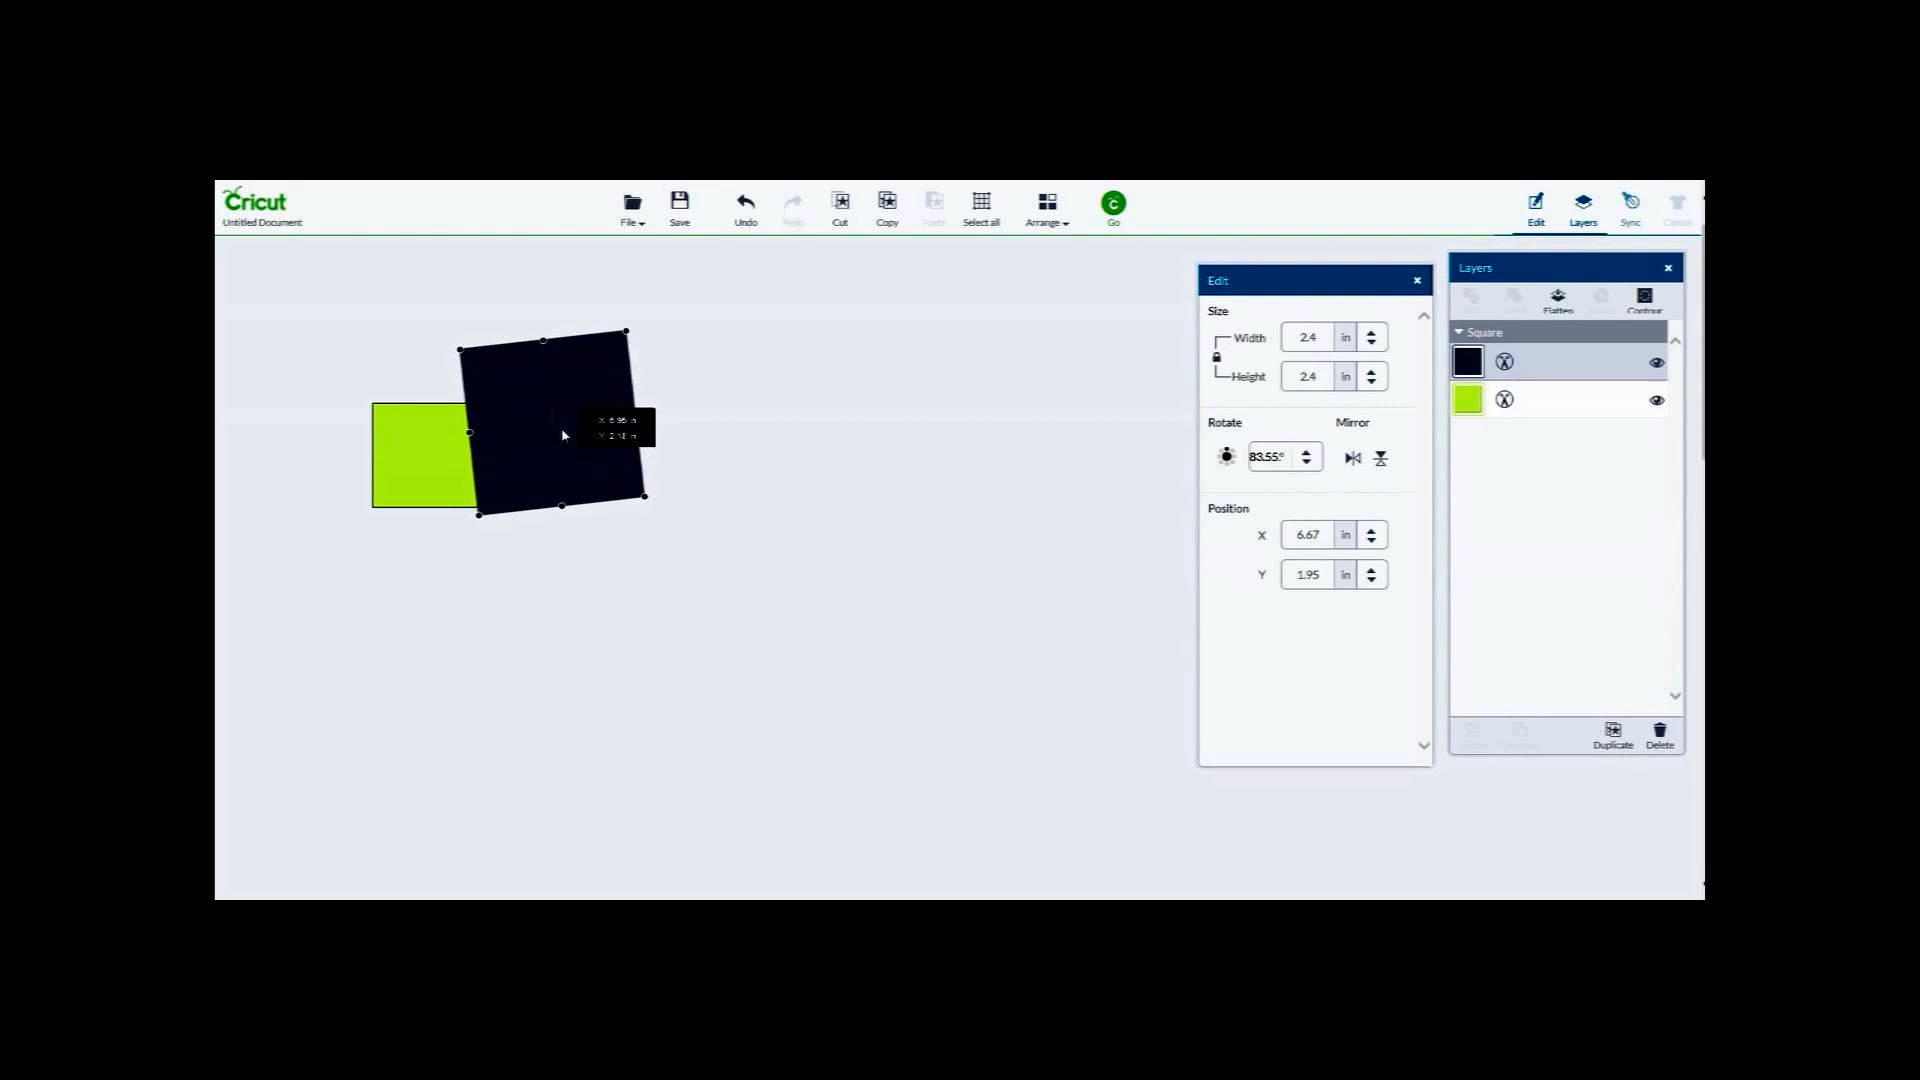 Cricut
Untitled Document
File
Save
Undo
Redo
Cut
Copy
Paste
Select all
Arrange
Go
Edit
Layers
Sync
Edit
Size
Width 2.4 in
Height 2.4 in
Rotate Mirror
83.55°
Position
X 6.67 in
Y 1.95 in
Layers
Flatten
Contour
Square
Duplicate
Delete